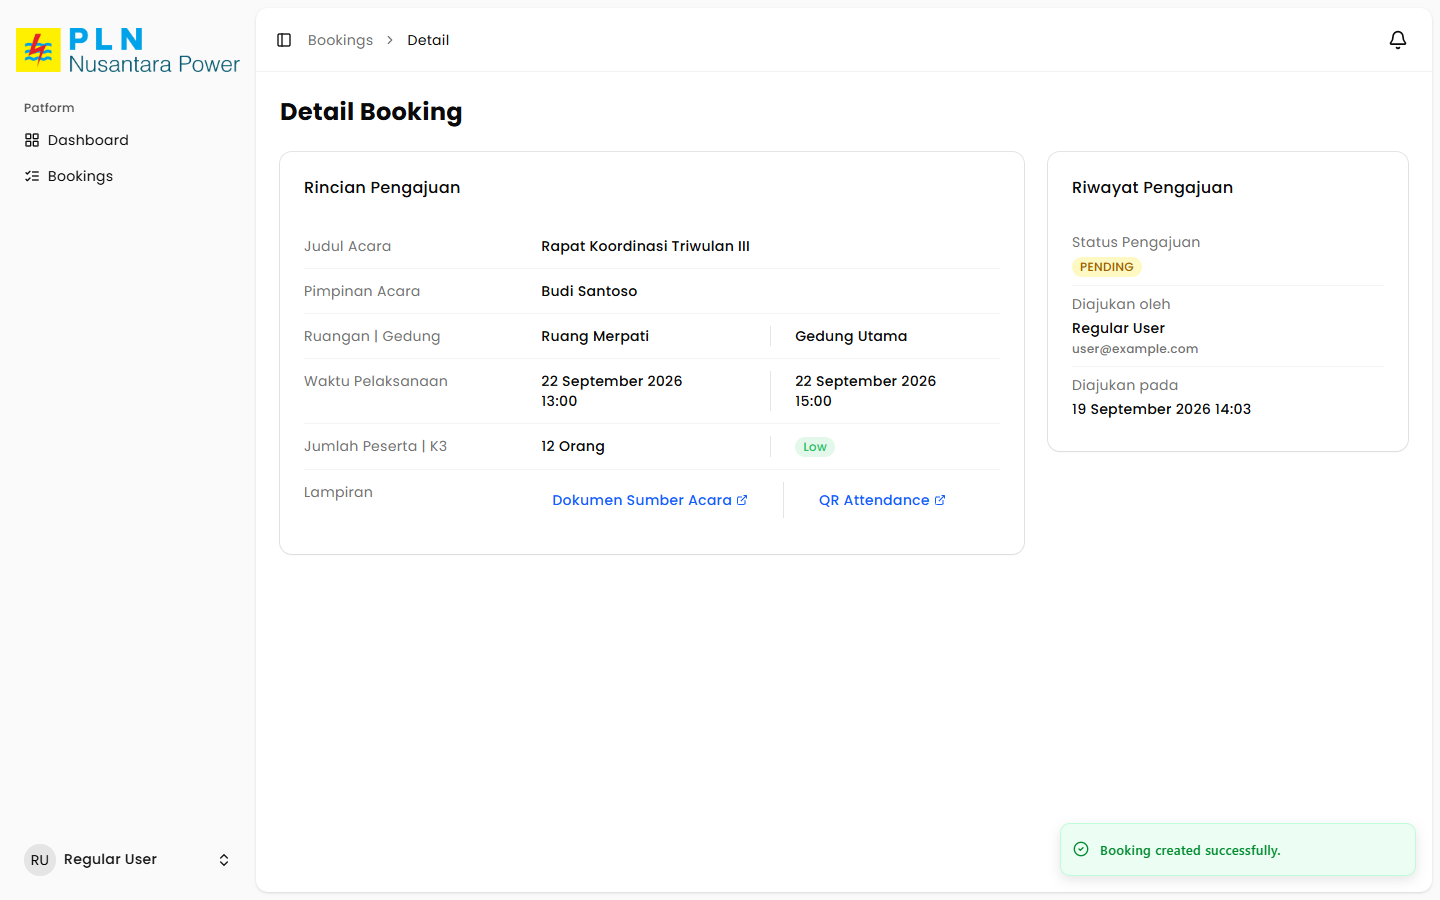 PLN
Nusantara Power
Patform
Dashboard
Bookings
Bookings > Detail
Detail Booking
Rincian Pengajuan
Judul Acara Rapat Koordinasi Triwulan III
Pimpinan Acara Budi Santoso
Ruangan | Gedung Ruang Merpati Gedung Utama
Waktu Pelaksanaan 22 September 2026 22 September 2026
13:00 15:00
Jumlah Peserta | K3 12 Orang Low
Lampiran Dokumen Sumber Acara QR Attendance
Riwayat Pengajuan
Status Pengajuan
PENDING
Diajukan oleh
Regular User
user@example.com
Diajukan pada
19 September 2026 14:03
RU Regular User
Booking created successfully.